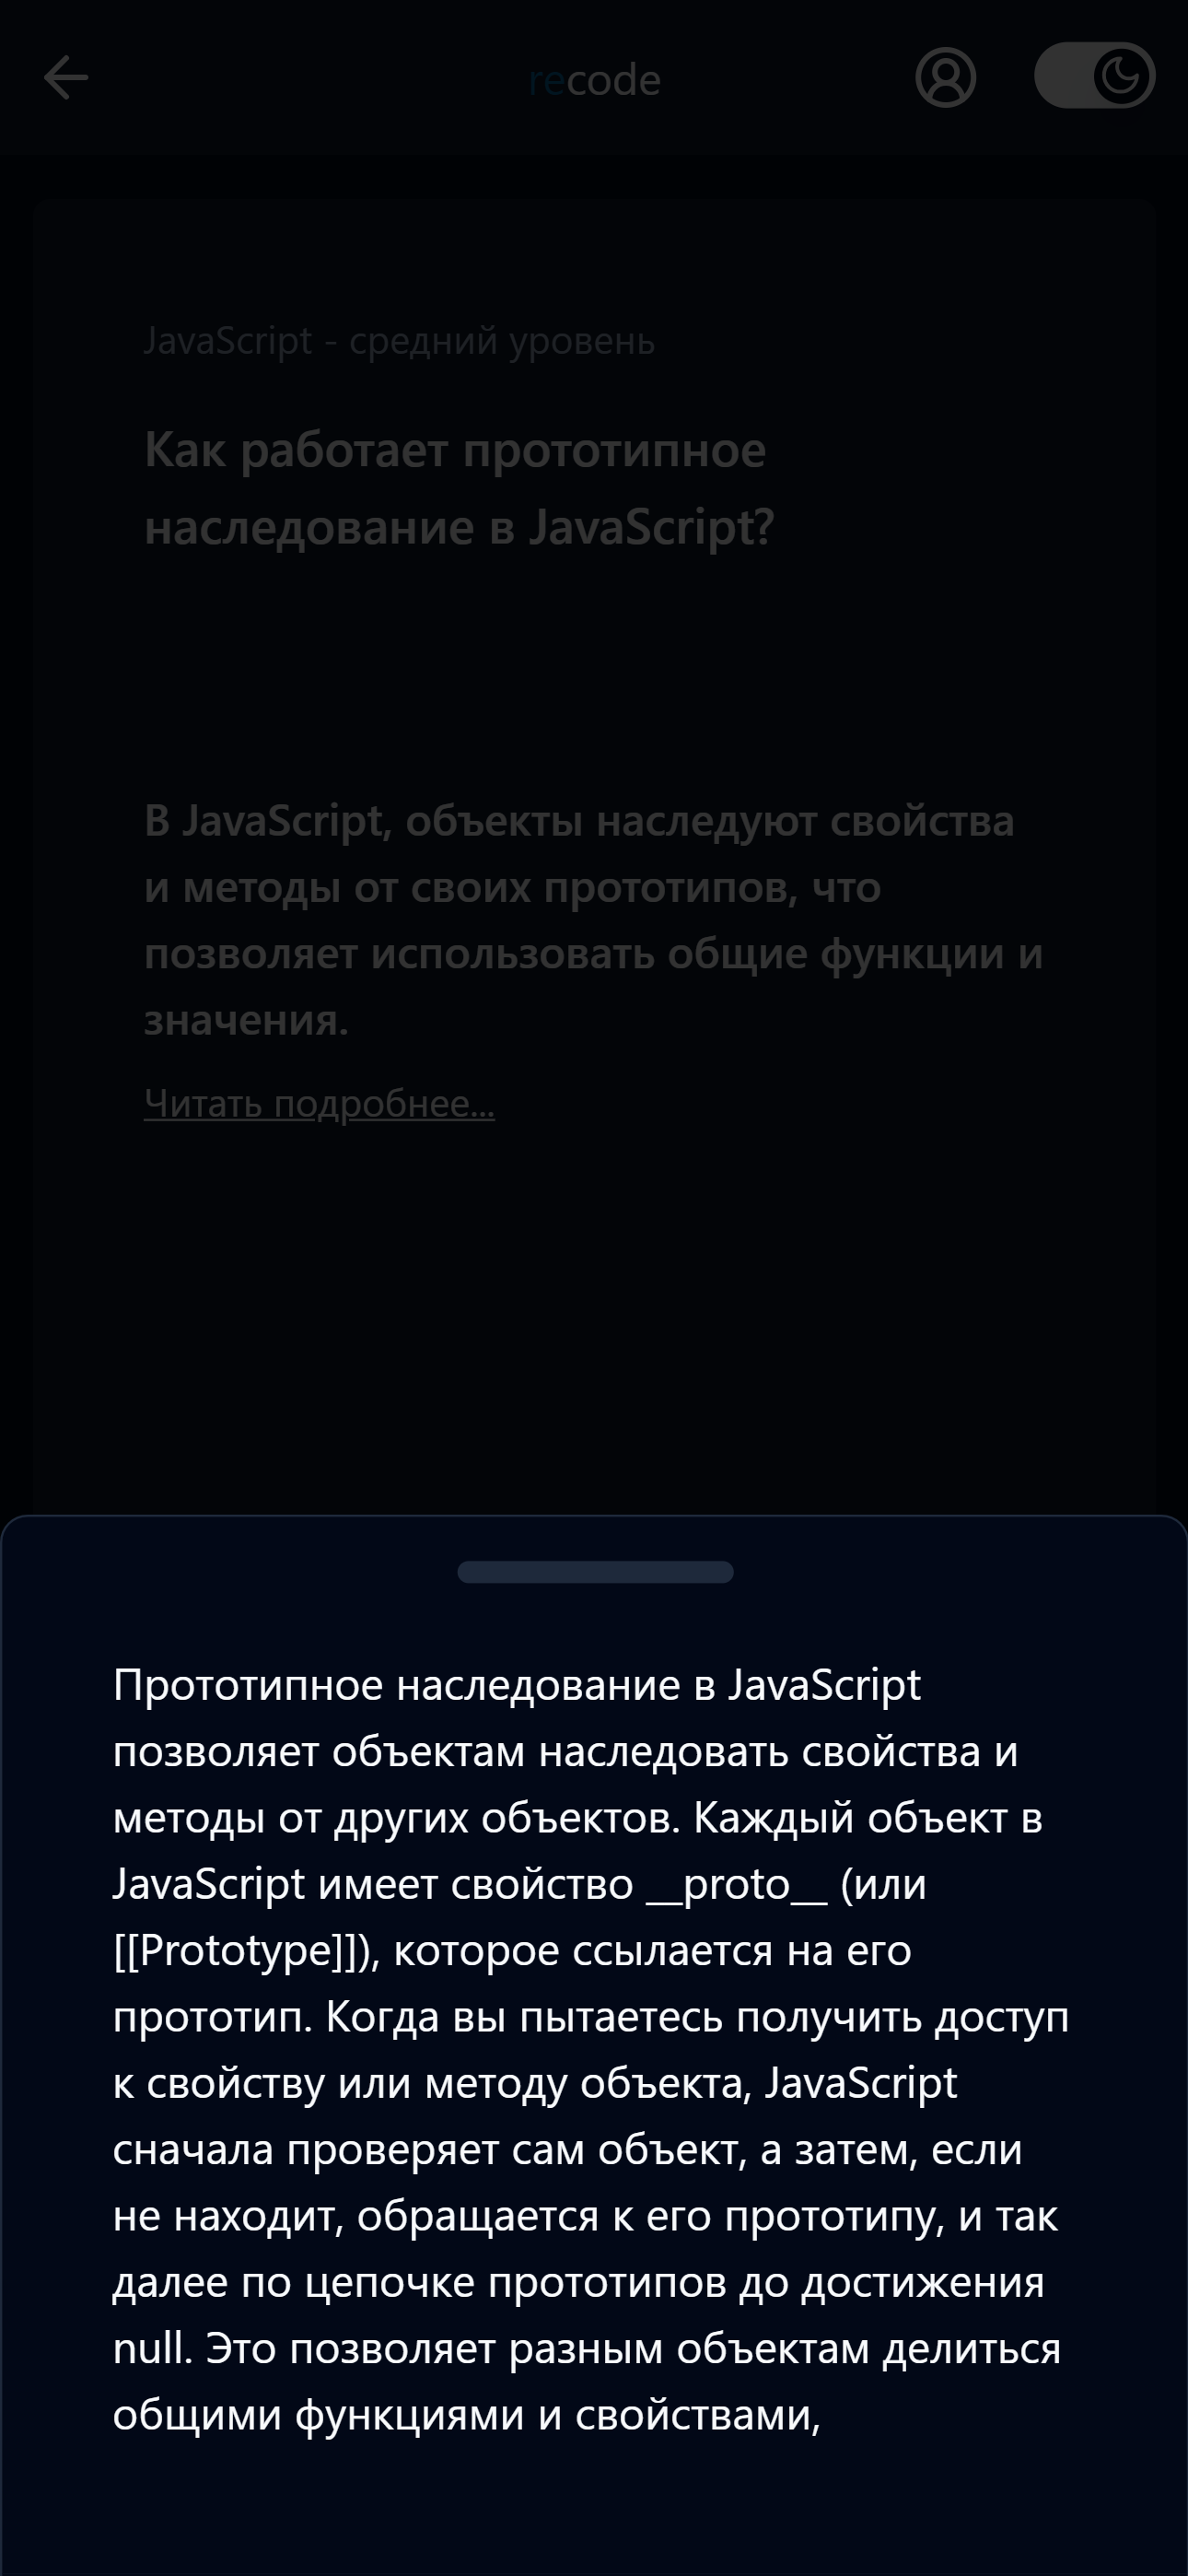 recode
JavaScript - средний уровень
Как работает прототипное
наследование в JavaScript?
В JavaScript, объекты наследуют свойства
и методы от своих прототипов, что
позволяет использовать общие функции и
значения.
Читать подробнее...
Прототипное наследование в JavaScript
позволяет объектам наследовать свойства и
методы от других объектов. Каждый объект в
JavaScript имеет свойство __proto__ (или
[[Prototype]]), которое ссылается на его
прототип. Когда вы пытаетесь получить доступ
к свойству или методу объекта, JavaScript
сначала проверяет сам объект, а затем, если
не находит, обращается к его прототипу, и так
далее по цепочке прототипов до достижения
null. Это позволяет разным объектам делиться
общими функциями и свойствами,